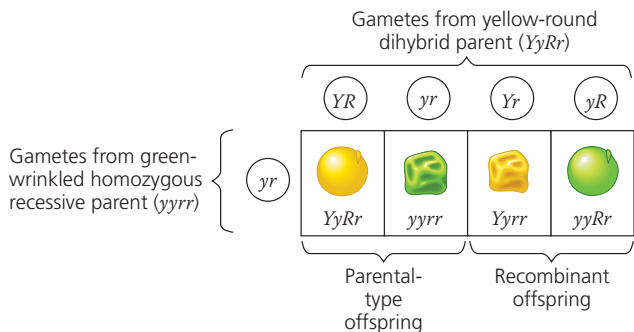 Gametes from yellow-round
dihybrid parent (YyRr)
YR
yr
Yr
yR
Gametes from green-
wrinkled homozygous
recessive parent (yyrr)
yr
YyRr
yyrr
Yyrr
yyRr
Parental-
type
offspring
Recombinant
offspring